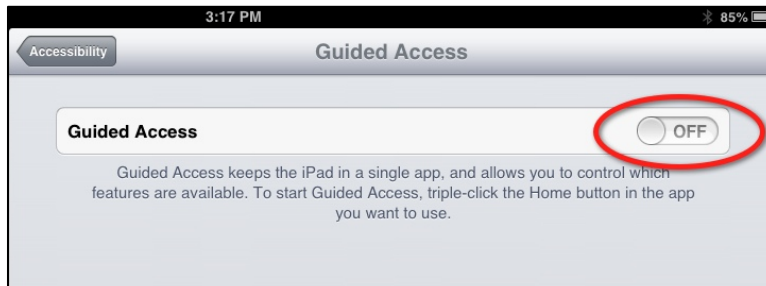 3:17 PM 85%
Accessibility Guided Access
Guided Access OFF
Guided Access keeps the iPad in a single app, and allows you to control which
features are available. To start Guided Access, triple-click the Home button in the app
you want to use.